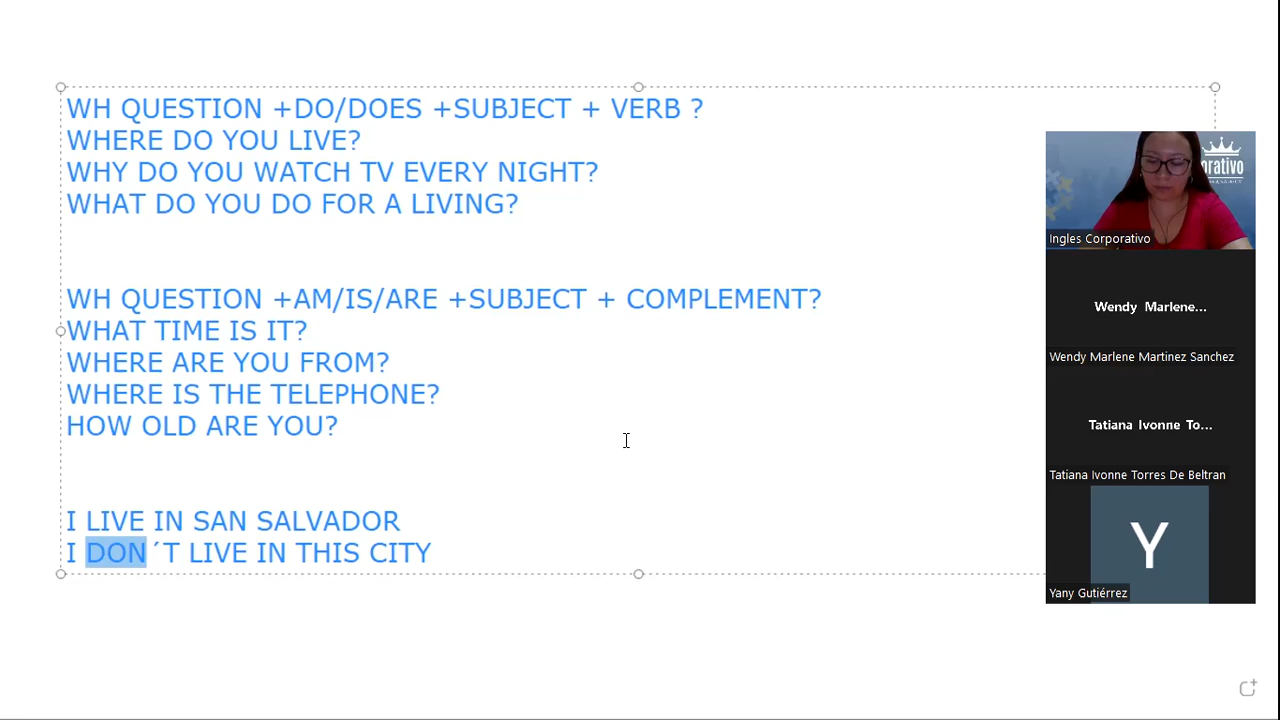 WH QUESTION +DO/DOES +SUBJECT + VERB ?
WHERE DO YOU LIVE?
WHY DO YOU WATCH TV EVERY NIGHT?
WHAT DO YOU DO FOR A LIVING?
WH QUESTION +AM/IS/ARE +SUBJECT + COMPLEMENT?
WHAT TIME IS IT?
WHERE ARE YOU FROM?
WHERE IS THE TELEPHONE?
HOW OLD ARE YOU?
I LIVE IN SAN SALVADOR
I DON´T LIVE IN THIS CITY
orativo
Ingles Corporativo
Wendy Marlene...
Wendy Marlene Martinez Sanchez
Tatiana Ivonne To...
Tatiana Ivonne Torres De Beltran
Y
Yany Gutiérrez